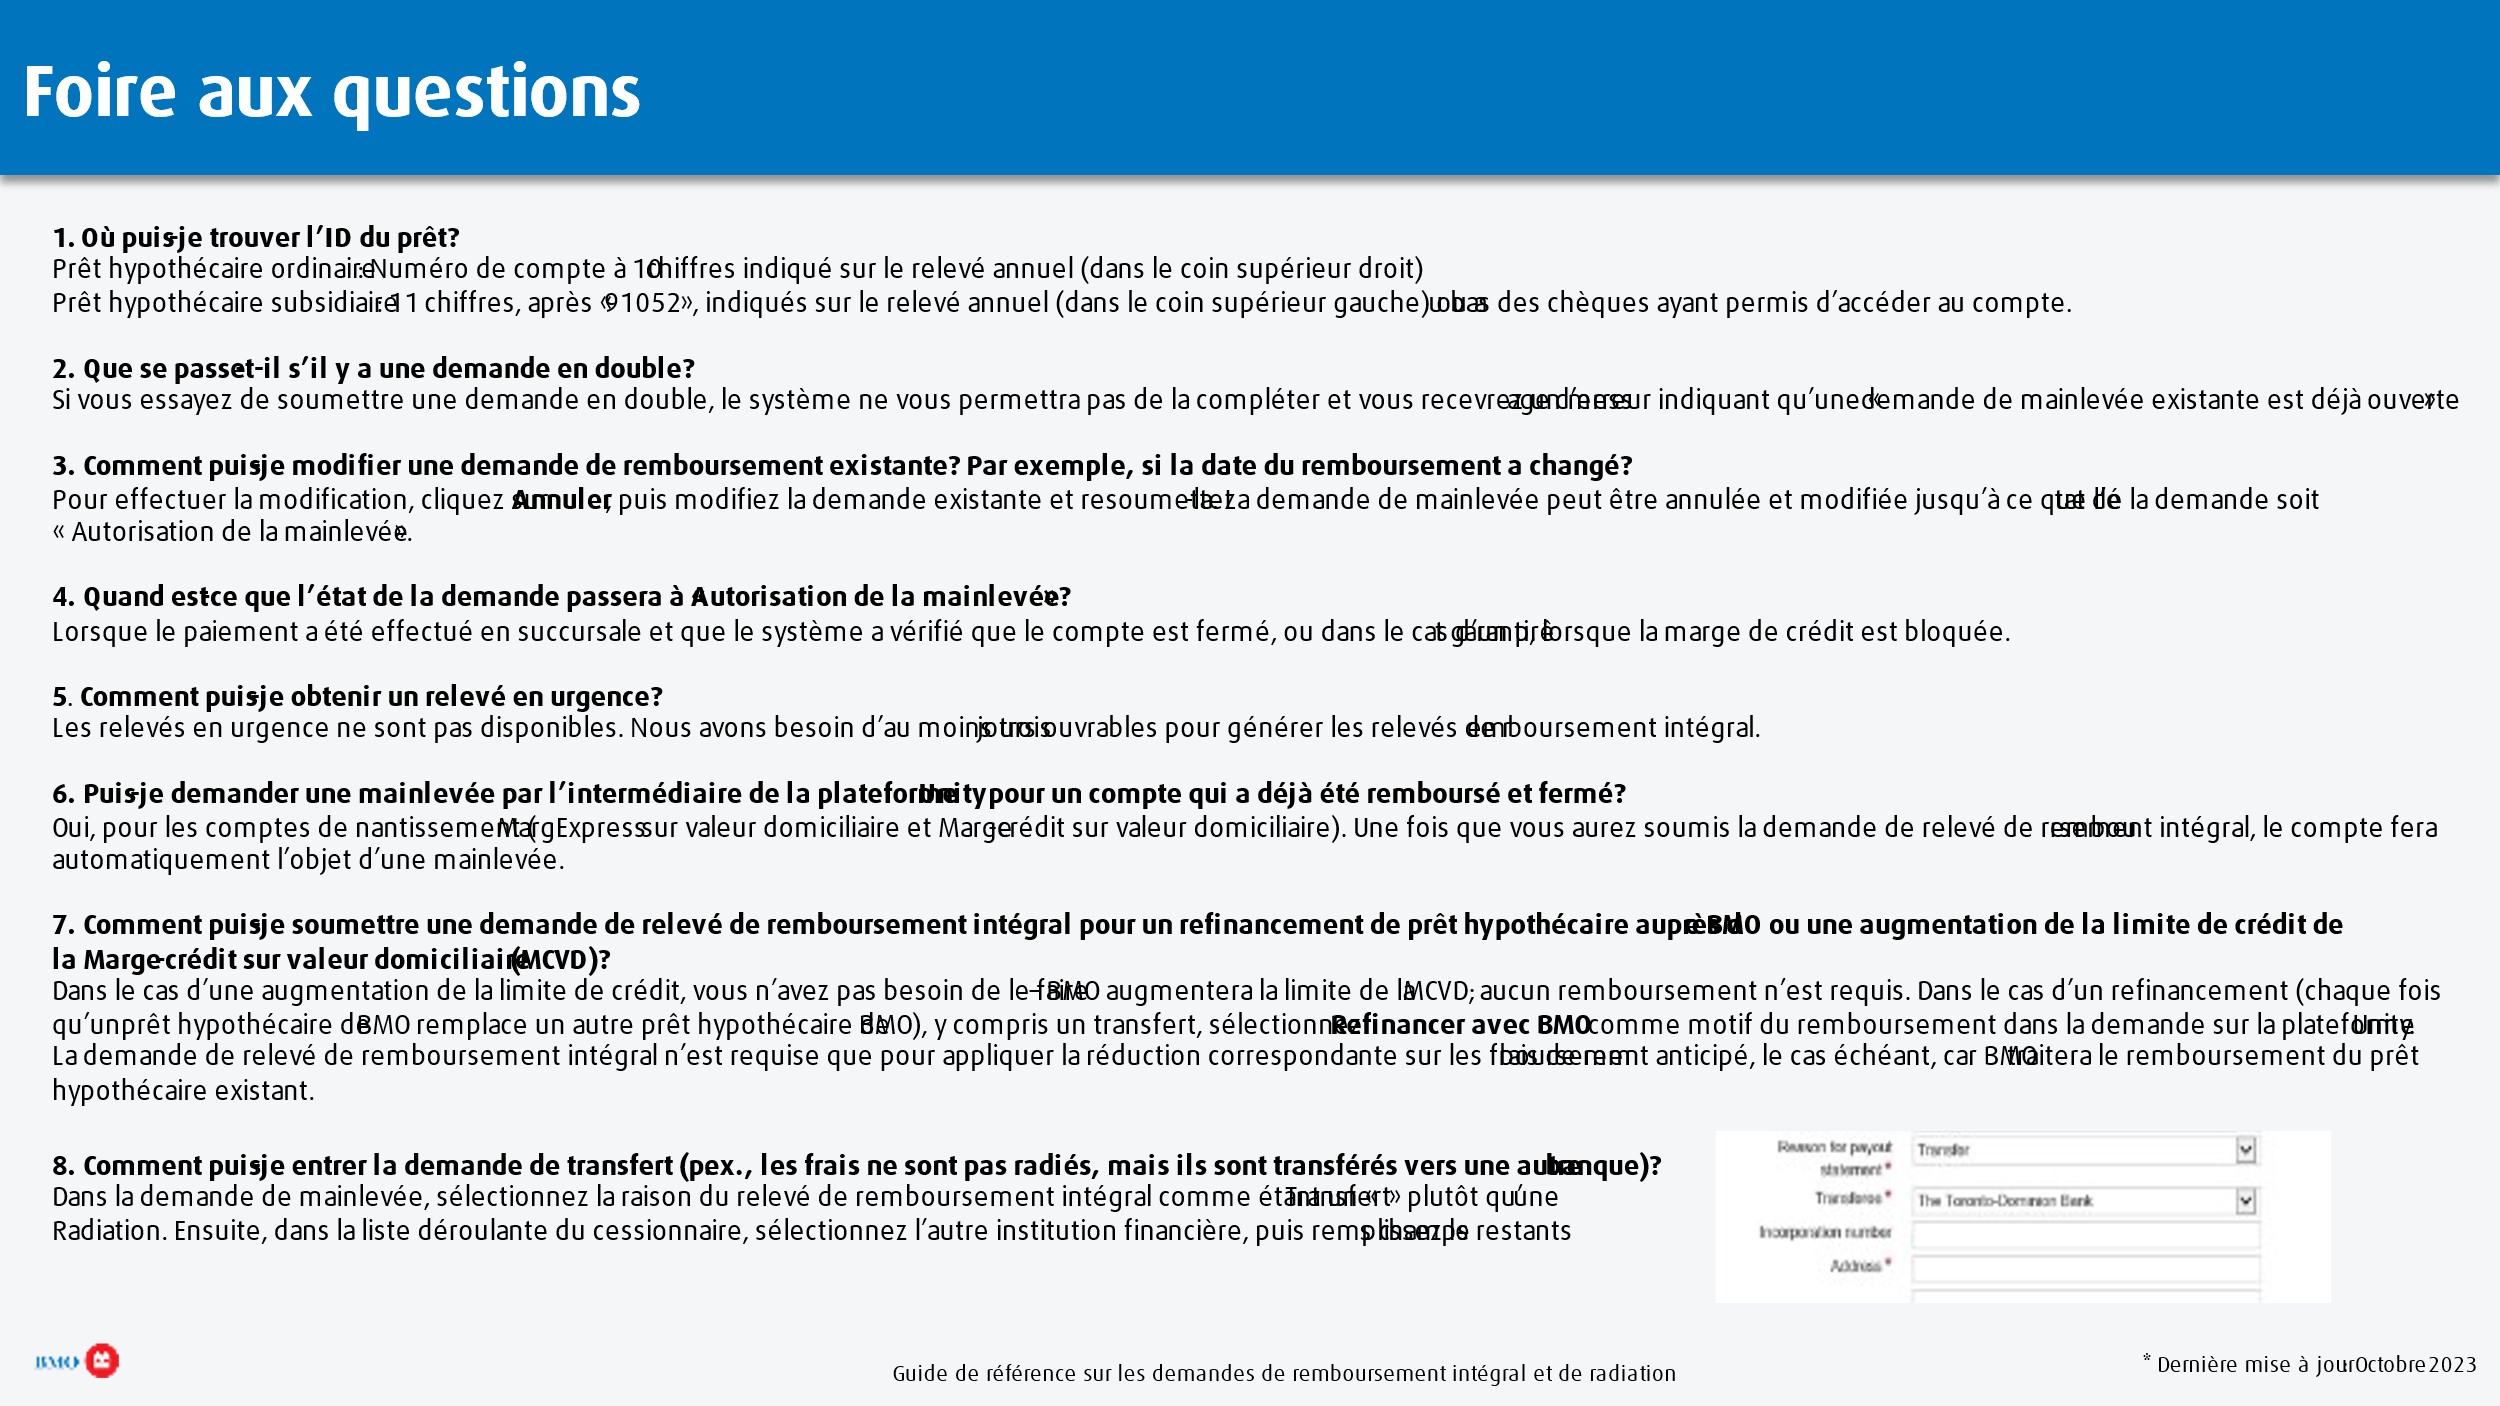 Foire aux questions
1. Où puis-je trouver l’ID du prêt?
Prêt hypothécaire ordinaire : Numéro de compte à 10 chiffres indiqué sur le relevé annuel (dans le coin supérieur droit)
Prêt hypothécaire subsidiaire : 11 chiffres, après « 91052», indiqués sur le relevé annuel (dans le coin supérieur gauche) ou au bas des chèques ayant permis d’accéder au compte.
2. Que se passe-t-il s’il y a une demande en double?
Si vous essayez de soumettre une demande en double, le système ne vous permettra pas de la compléter et vous recevrez un message d’erreur indiquant qu’une « demande de mainlevée existante est déjà ouverte »
3. Comment puis-je modifier une demande de remboursement existante? Par exemple, si la date du remboursement a changé?
Pour effectuer la modification, cliquez sur Annuler, puis modifiez la demande existante et resoumettez-la. La demande de mainlevée peut être annulée et modifiée jusqu’à ce que l’état de la demande soit
« Autorisation de la mainlevée ».
4. Quand est-ce que l’état de la demande passera à « Autorisation de la mainlevée »?
Lorsque le paiement a été effectué en succursale et que le système a vérifié que le compte est fermé, ou dans le cas d’un prêt garanti, lorsque la marge de crédit est bloquée.
5. Comment puis-je obtenir un relevé en urgence?
Les relevés en urgence ne sont pas disponibles. Nous avons besoin d’au moins trois jours ouvrables pour générer les relevés de remboursement intégral.
6. Puis-je demander une mainlevée par l’intermédiaire de la plateforme Unity pour un compte qui a déjà été remboursé et fermé?
Oui, pour les comptes de nantissement (MargExpress sur valeur domiciliaire et Marge-crédit sur valeur domiciliaire). Une fois que vous aurez soumis la demande de relevé de remboursement intégral, le compte fera
automatiquement l’objet d’une mainlevée.
7. Comment puis-je soumettre une demande de relevé de remboursement intégral pour un refinancement de prêt hypothécaire auprès de BMO ou une augmentation de la limite de crédit de
la Marge-crédit sur valeur domiciliaire (MCVD)?
Dans le cas d’une augmentation de la limite de crédit, vous n’avez pas besoin de le faire – BMO augmentera la limite de la MCVD; aucun remboursement n’est requis. Dans le cas d’un refinancement (chaque fois
qu’un prêt hypothécaire de BMO remplace un autre prêt hypothécaire de BMO), y compris un transfert, sélectionnez Refinancer avec BMO comme motif du remboursement dans la demande sur la plateforme Unity.
La demande de relevé de remboursement intégral n’est requise que pour appliquer la réduction correspondante sur les frais de remboursement anticipé, le cas échéant, car BMO traitera le remboursement du prêt
hypothécaire existant.
8. Comment puis-je entrer la demande de transfert (p. ex., les frais ne sont pas radiés, mais ils sont transférés vers une autre banque)?
Dans la demande de mainlevée, sélectionnez la raison du relevé de remboursement intégral comme étant un « Transfert » plutôt qu’une
Radiation. Ensuite, dans la liste déroulante du cessionnaire, sélectionnez l’autre institution financière, puis remplissez les champs restants
Reason for payout statement * Transfer
Transferee * The Toronto-Dominion Bank
Incorporation number
Address *
BMO
Guide de référence sur les demandes de remboursement intégral et de radiation
* Dernière mise à jour : Octobre 2023